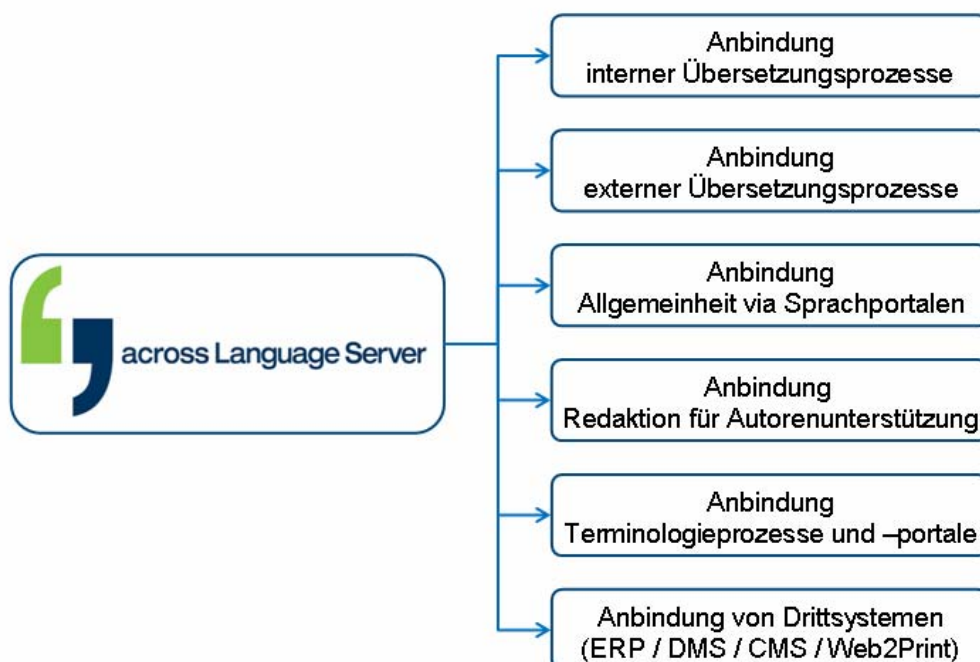 Anbindung
interner Übersetzungsprozesse
Anbindung
externer Übersetzungsprozesse
Anbindung
Allgemeinheit via Sprachportalen
across Language Server
Anbindung
Redaktion für Autorenunterstützung
Anbindung
Terminologieprozesse und –portale
Anbindung von Drittsystemen
(ERP / DMS / CMS / Web2Print)